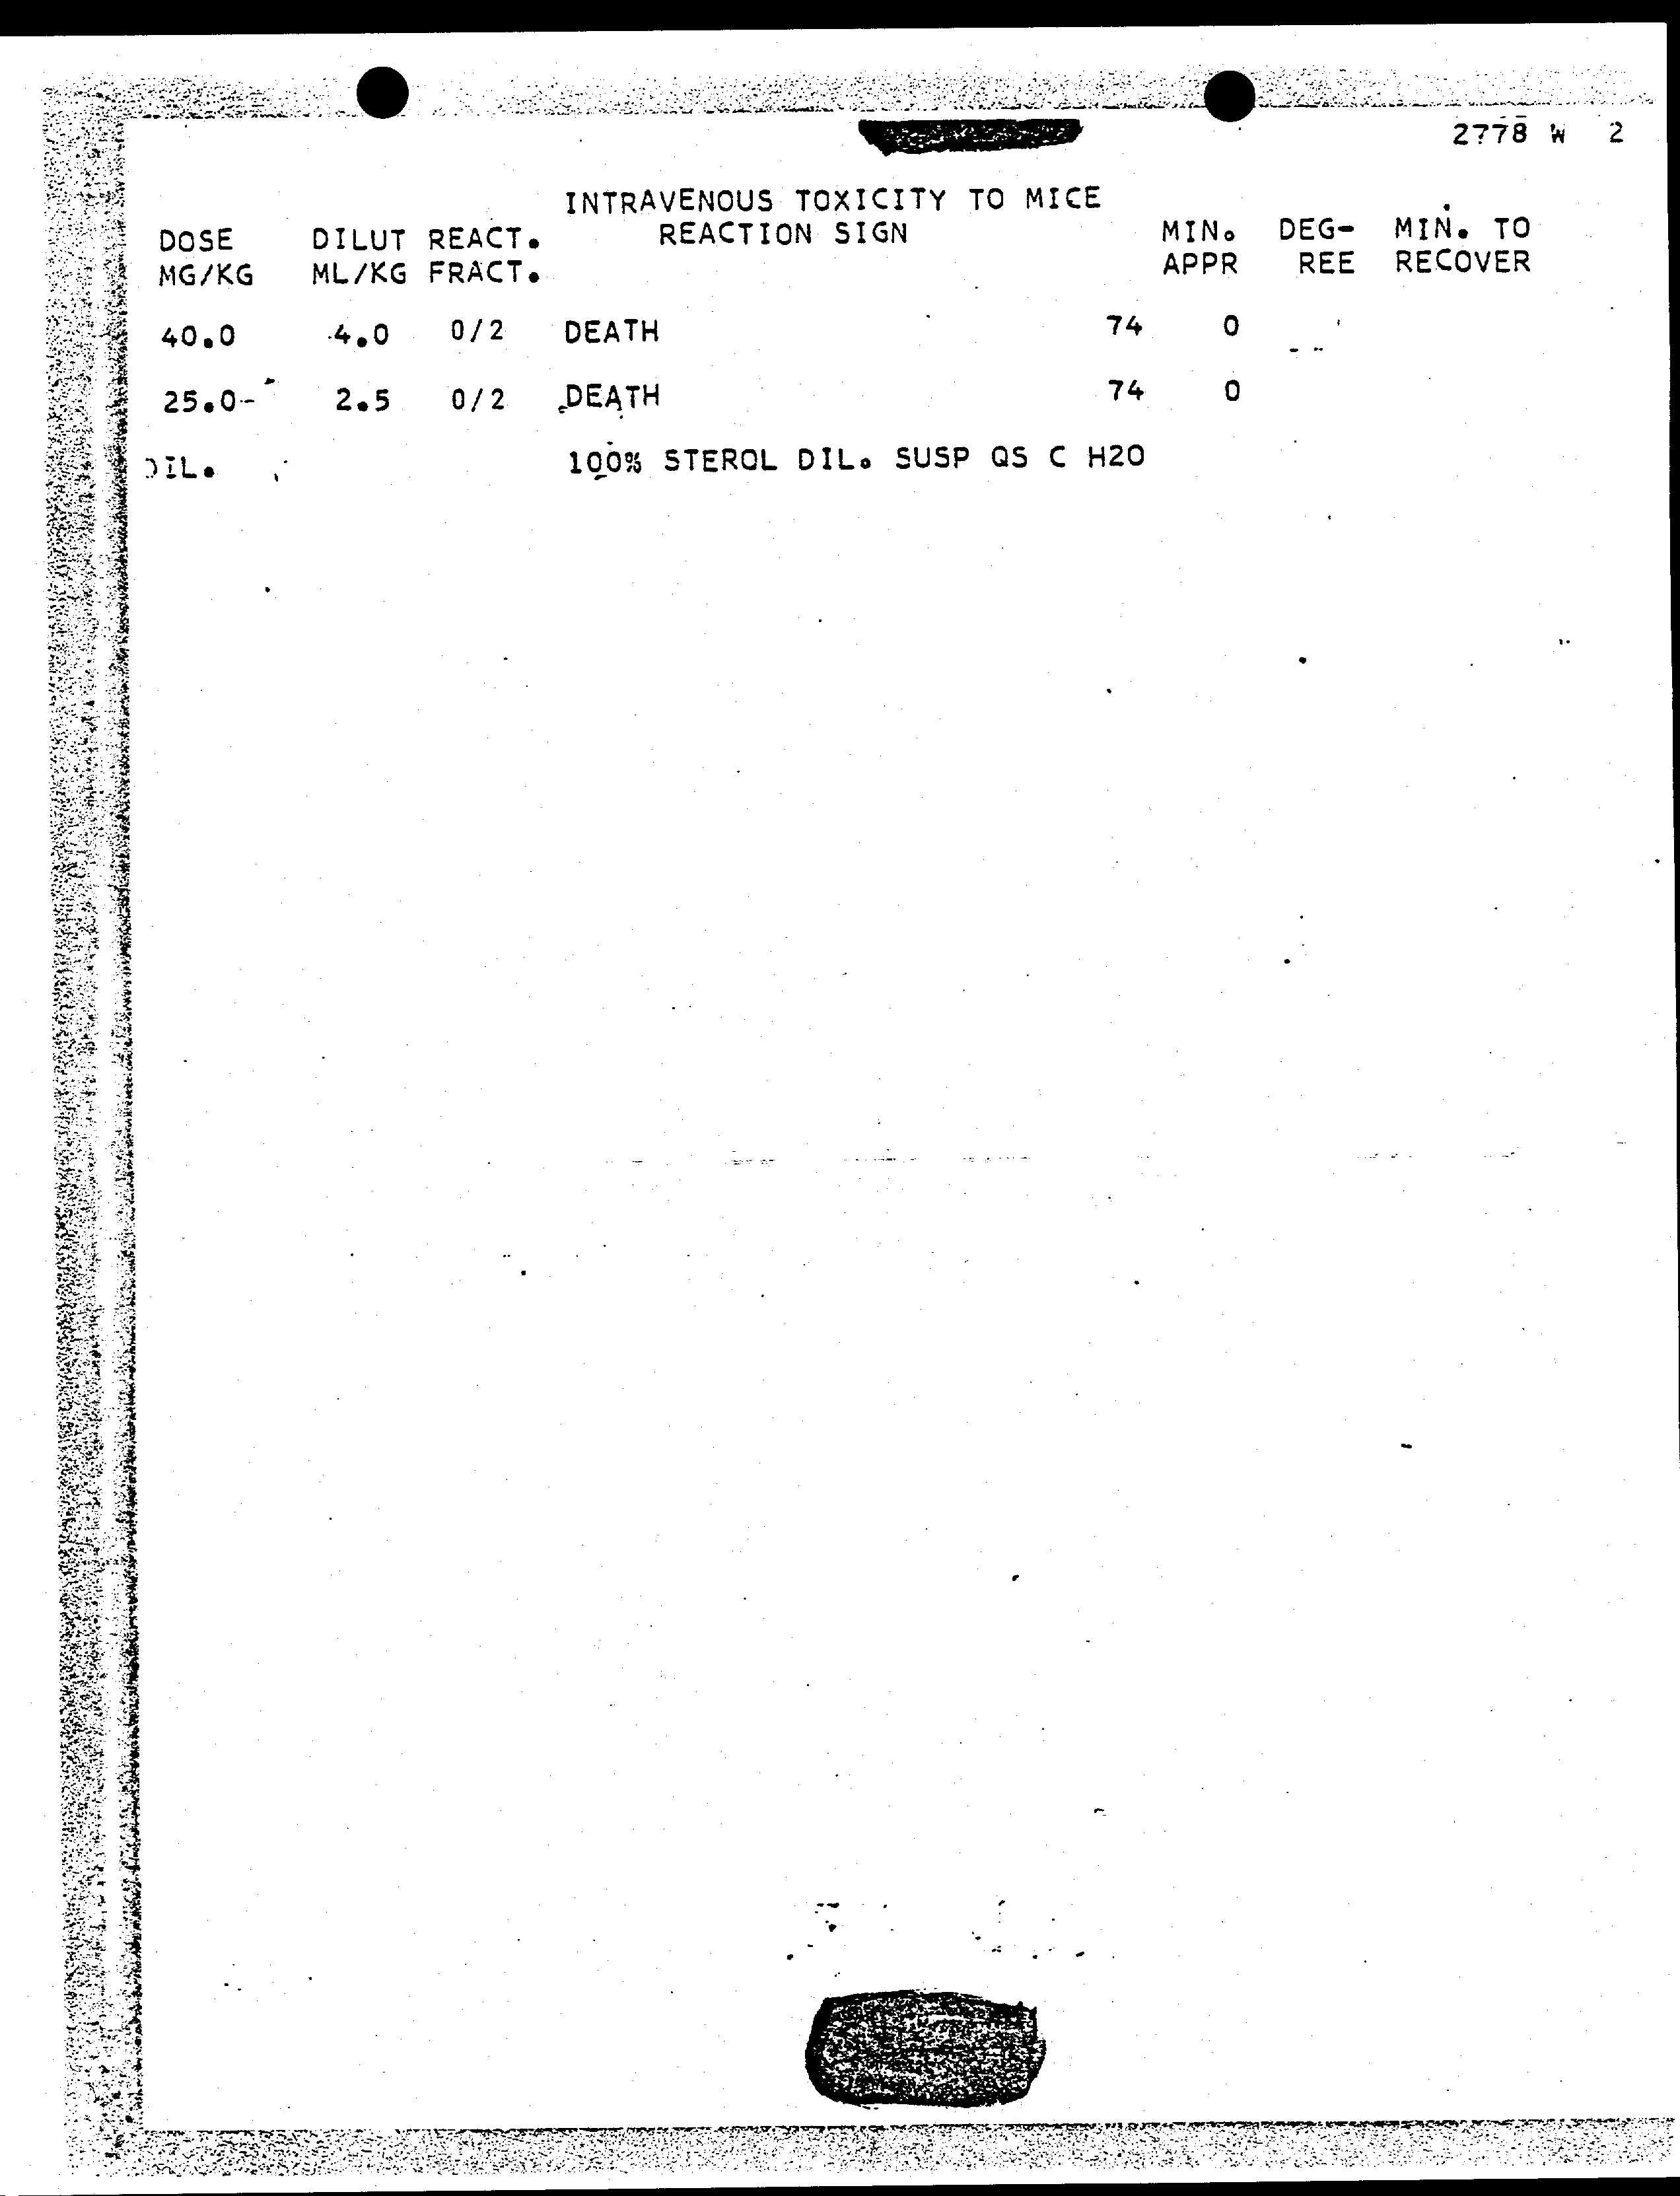 2778 W 2
INTRAVENOUS TOXICITY TO MICE
DOSE DILUT REACT. REACTION SIGN MIN. DEG- MIN. TO
MG/KG ML/KG FRACT. APPR REE RECOVER
40.0 4.0 0/2 DEATH 74 0
25.0 2.5 0/2 DEATH 74 0
DIL. 100% STEROL DIL. SUSP QS C H2O